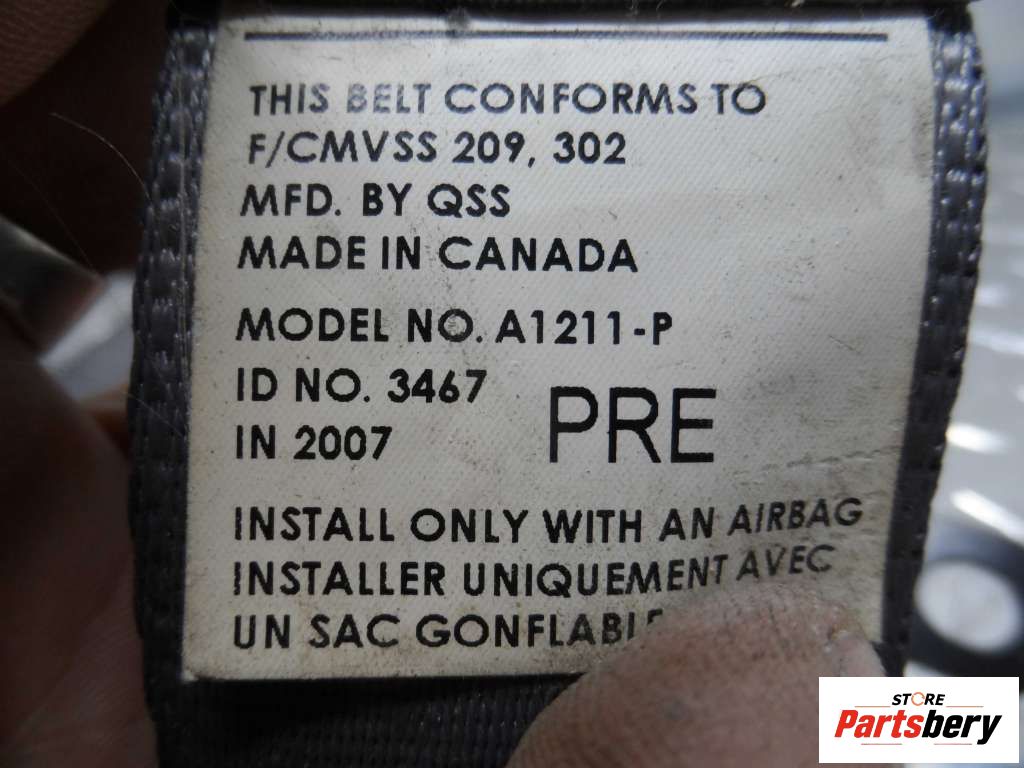 THIS BELT CONFORMS TO
F/CMVSS 209, 302
MFD. BY QSS
MADE IN CANADA
MODEL NO. A1211-P
ID NO. 3467
IN 2007 PRE
INSTALL ONLY WITH AN AIRBAG
INSTALLER UNIQUEMENT AVEC
UN SAC GONFLABLE
STORE
Partsbery